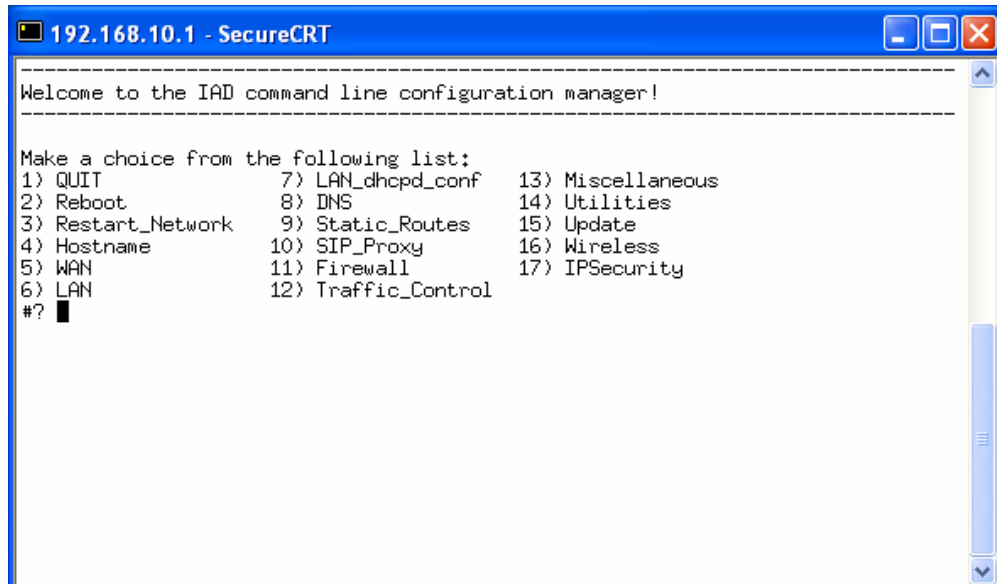 192.168.10.1 - SecureCRT
--------------------------------------------------------------------------------
Welcome to the IAD command line configuration manager!
--------------------------------------------------------------------------------
Make a choice from the following list:
1) QUIT 7) LAN_dhcpd_conf 13) Miscellaneous
2) Reboot 8) DNS 14) Utilities
3) Restart_Network 9) Static_Routes 15) Update
4) Hostname 10) SIP_Proxy 16) Wireless
5) WAN 11) Firewall 17) IPSecurity
6) LAN 12) Traffic_Control
#?